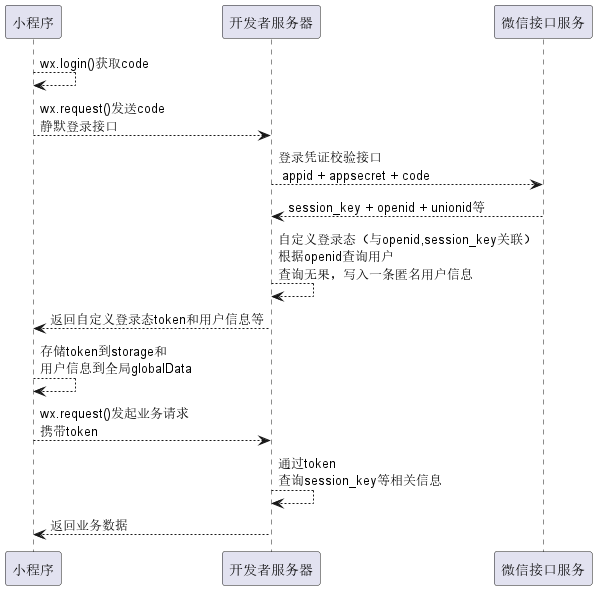 小程序 开发者服务器 微信接口服务
wx.login()获取code
wx.request()发送code
静默登录接口
登录凭证校验接口
appid + appsecret + code
session_key + openid + unionid等
自定义登录态（与openid,session_key关联）
根据openid查询用户
查询无果，写入一条匿名用户信息
返回自定义登录态token和用户信息等
存储token到storage和
用户信息到全局globalData
wx.request()发起业务请求
携带token
通过token
查询session_key等相关信息
返回业务数据
小程序 开发者服务器 微信接口服务